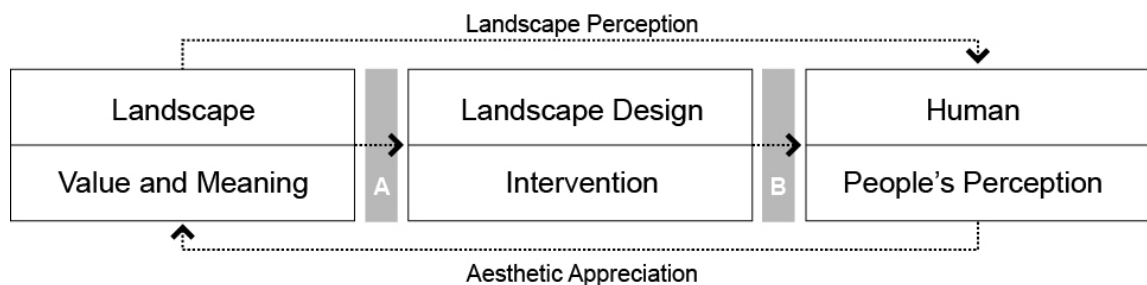 Landscape Perception
Landscape
Landscape Design
Human
A
B
Value and Meaning
Intervention
People's Perception
Aesthetic Appreciation